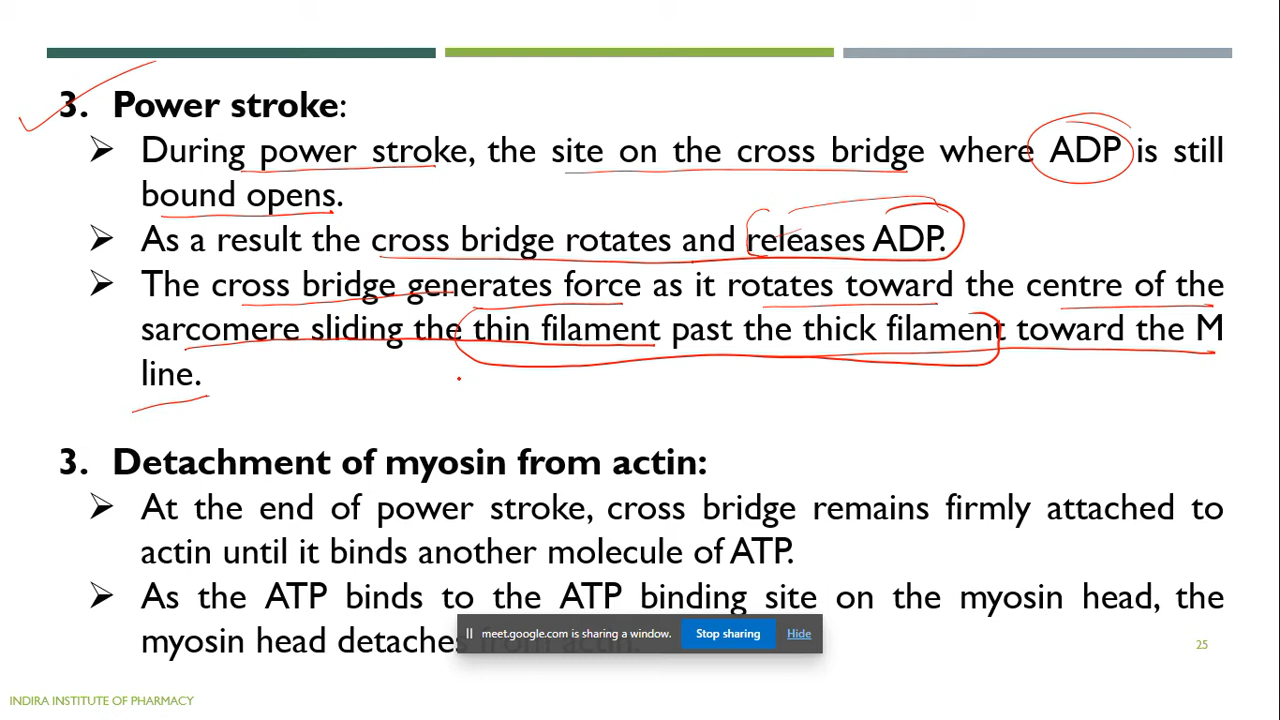 3. Power stroke:
➢ During power stroke, the site on the cross bridge where ADP is still
bound opens.
➢ As a result the cross bridge rotates and releases ADP.
➢ The cross bridge generates force as it rotates toward the centre of the
sarcomere sliding the thin filament past the thick filament toward the M
line.
3. Detachment of myosin from actin:
➢ At the end of power stroke, cross bridge remains firmly attached to
actin until it binds another molecule of ATP.
➢ As the ATP binds to the ATP binding site on the myosin head, the
myosin head detaches from actin.
meet.google.com is sharing a window. Stop sharing Hide
25
INDIRA INSTITUTE OF PHARMACY